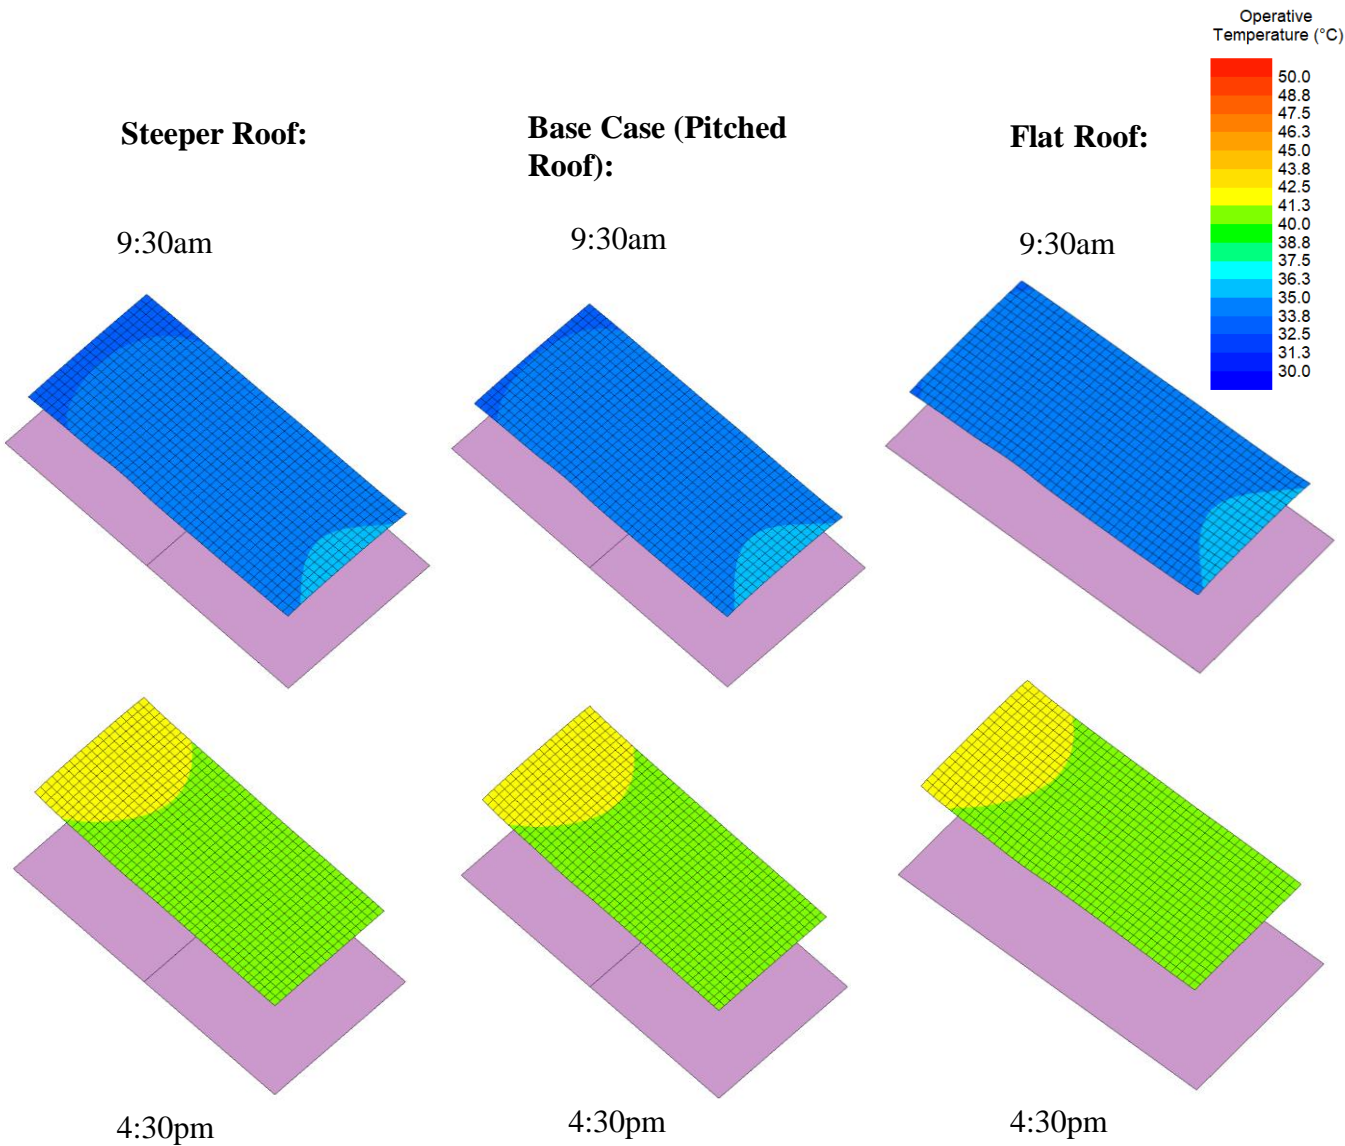 Operative
Temperature (°C)
50.0
48.8
47.5
46.3
45.0
43.8
42.5
41.3
40.0
38.8
37.5
36.3
35.0
33.8
32.5
31.3
30.0
Steeper Roof:
Base Case (Pitched
Roof):
Flat Roof:
9:30am
9:30am
9:30am
4:30pm
4:30pm
4:30pm